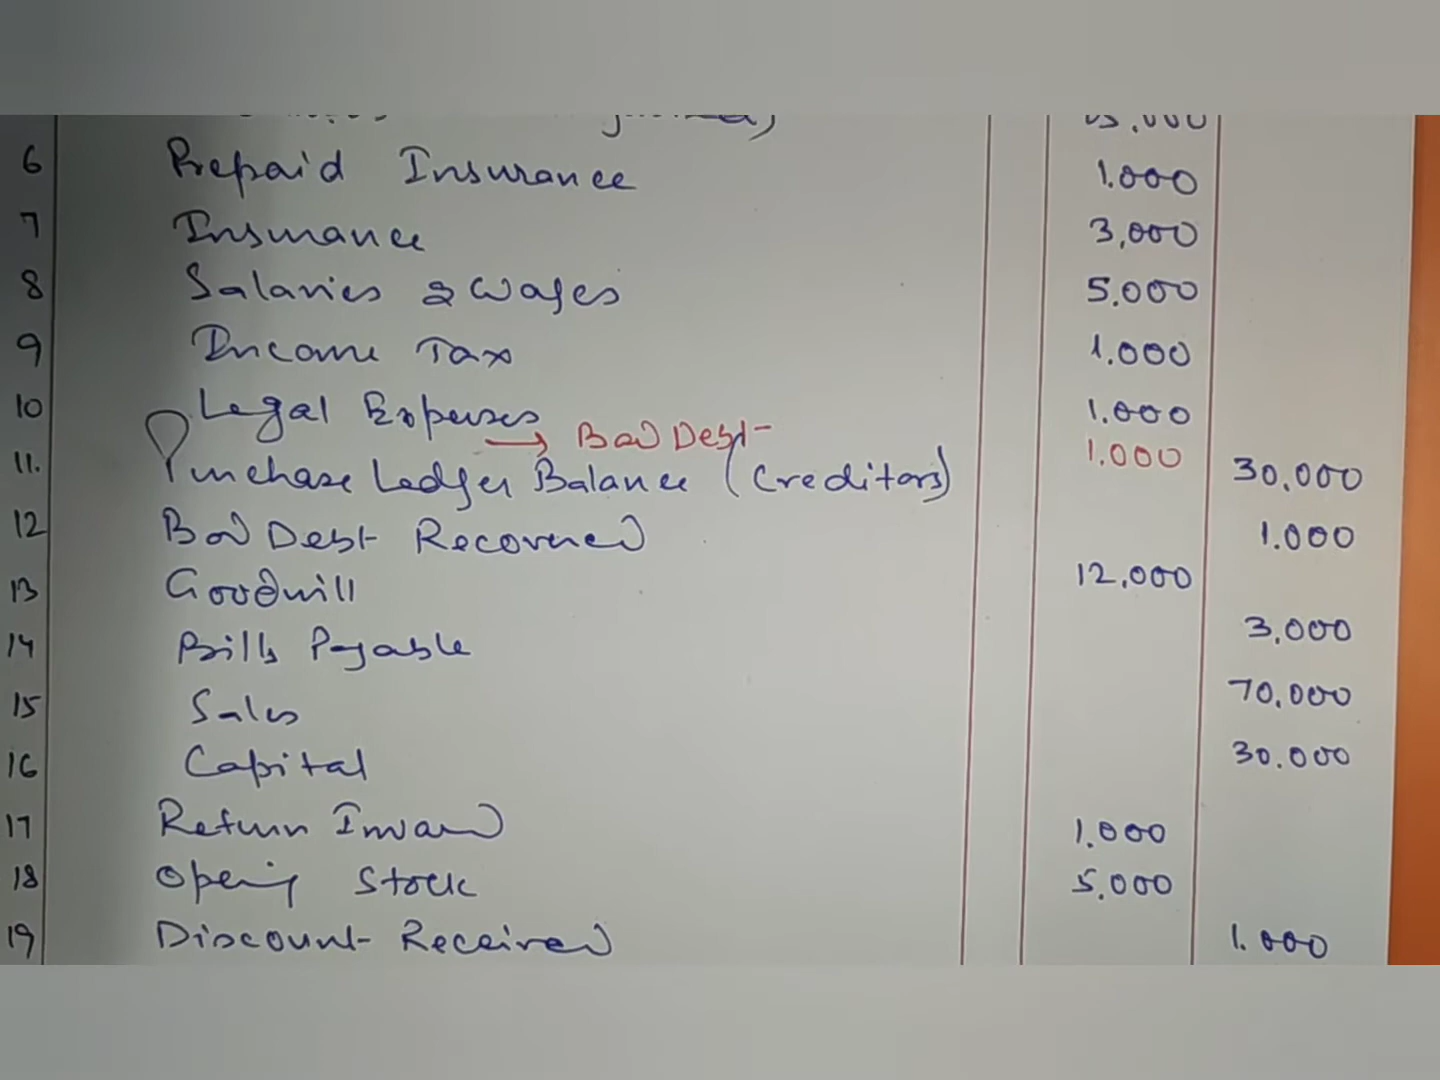 6 Prepaid Insurance 1.000
7 Insurance 3,000
8 Salaries & Wages 5.000
9 Income Tax 1.000
10 Legal Expenses 1.000
→ Bad Debt 1.000
11. Purchase Ledger Balance (Creditors) 30,000
12 Bad Debt Recovered 1.000
13 Goodwill 12,000
14 Bills Payable 3,000
15 Sales 70,000
16 Capital 30.000
17 Return Inward 1.000
18 Opening Stock 5,000
19 Discount Received 1.000